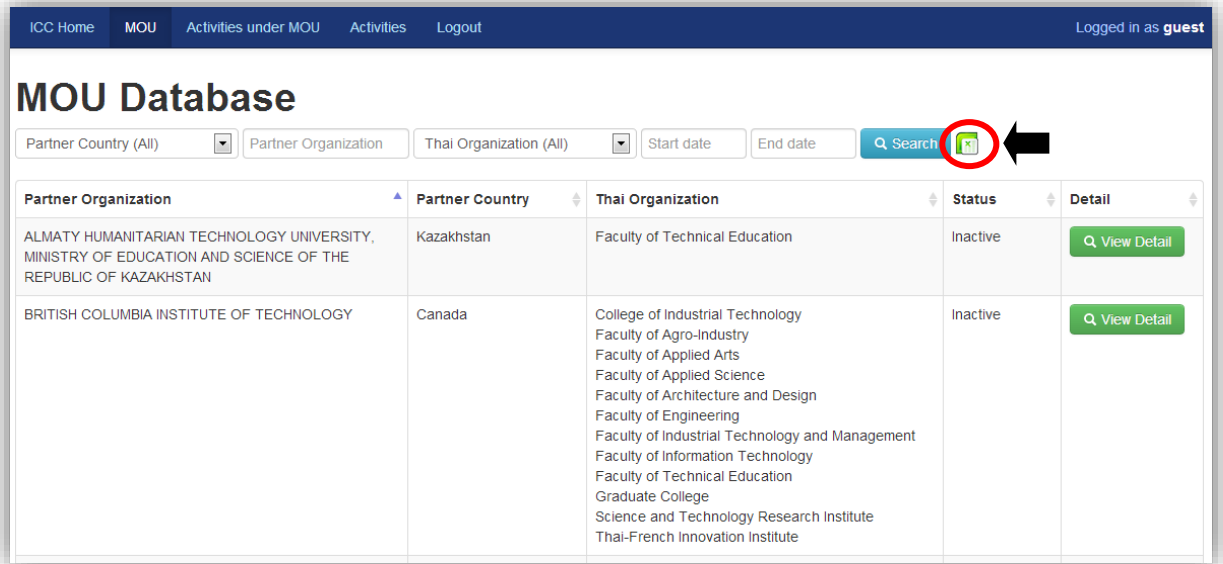 ICC Home MOU Activities under MOU Activities Logout Logged in as guest
MOU Database
Partner Country (All) Partner Organization Thai Organization (All) Start date End date Search
Partner Organization Partner Country Thai Organization Status Detail
ALMATY HUMANITARIAN TECHNOLOGY UNIVERSITY, Kazakhstan Faculty of Technical Education Inactive View Detail
MINISTRY OF EDUCATION AND SCIENCE OF THE
REPUBLIC OF KAZAKHSTAN
BRITISH COLUMBIA INSTITUTE OF TECHNOLOGY Canada College of Industrial Technology Inactive View Detail
Faculty of Agro-Industry
Faculty of Applied Arts
Faculty of Applied Science
Faculty of Architecture and Design
Faculty of Engineering
Faculty of Industrial Technology and Management
Faculty of Information Technology
Faculty of Technical Education
Graduate College
Science and Technology Research Institute
Thai-French Innovation Institute